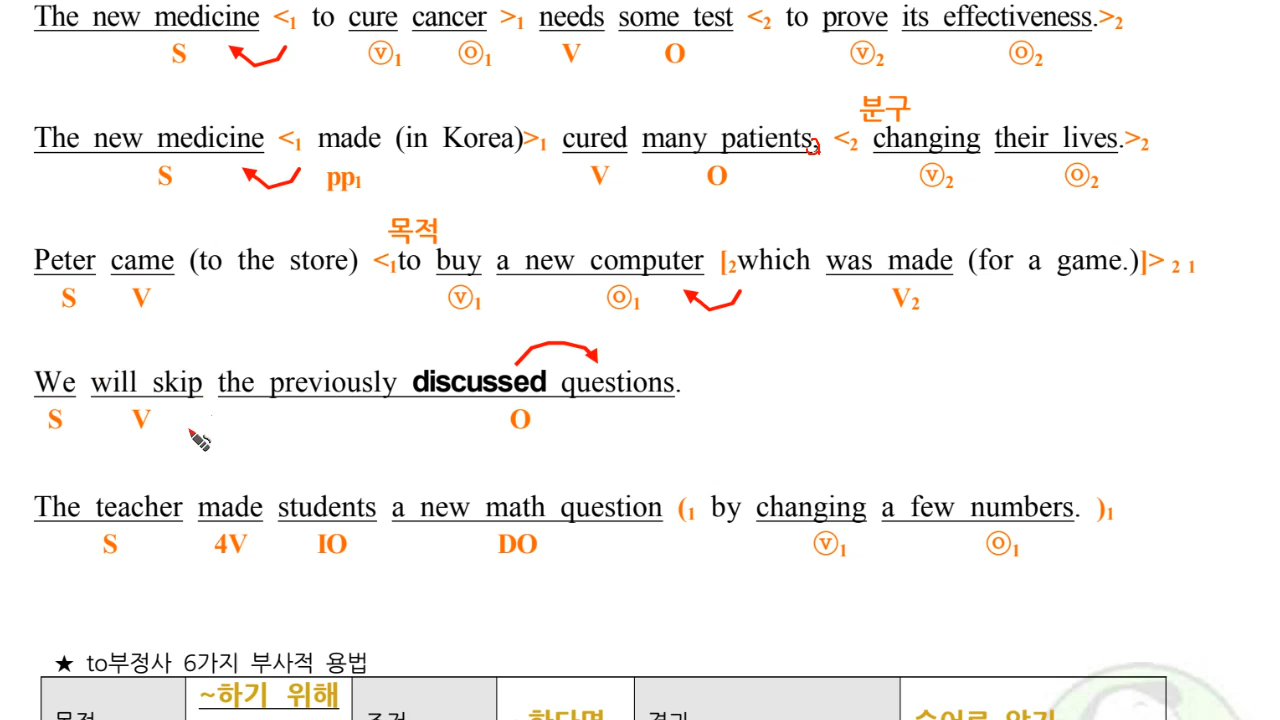 The new medicine <1 to cure cancer >1 needs some test <2 to prove its effectiveness.>2
S ⓥ1 ⓞ1 V O ⓥ2 ⓞ2
분구
The new medicine <1 made (in Korea)>1 cured many patients, <2 changing their lives.>2
S pp1 V O ⓥ2 ⓞ2
목적
Peter came (to the store) <1to buy a new computer [2which was made (for a game.)]> 2 1
S V ⓥ1 ⓞ1 V2
We will skip the previously discussed questions.
S V O
The teacher made students a new math question (1 by changing a few numbers. )1
S 4V IO DO ⓥ1 ⓞ1
★ to부정사 6가지 부사적 용법
~하기 위해